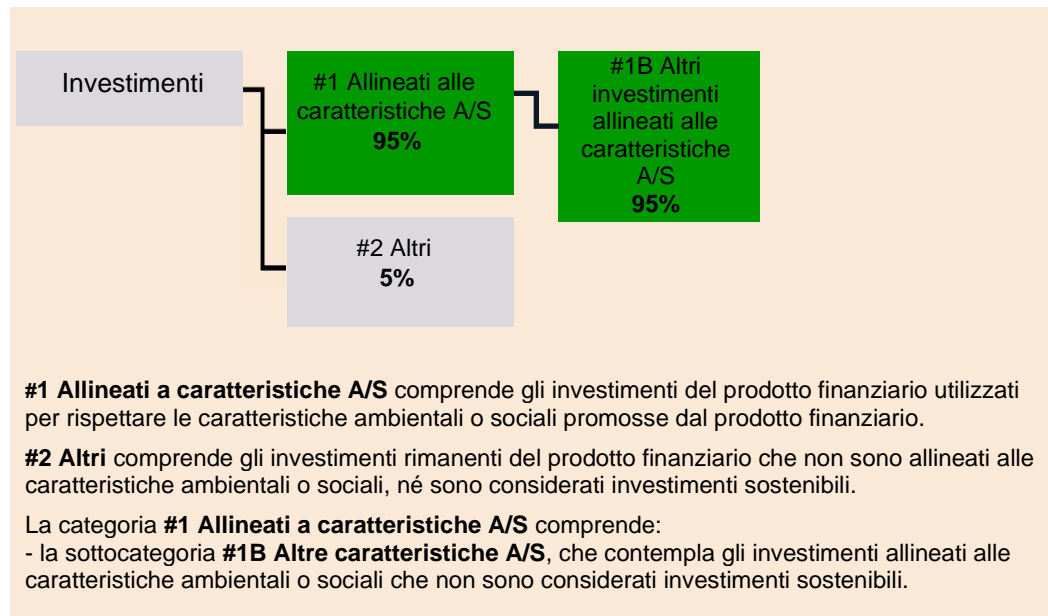 Investimenti
#1 Allineati alle
caratteristiche A/S
95%
#1B Altri
investimenti
allineati alle
caratteristiche
A/S
95%
#2 Altri
5%
#1 Allineati a caratteristiche A/S comprende gli investimenti del prodotto finanziario utilizzati
per rispettare le caratteristiche ambientali o sociali promosse dal prodotto finanziario.
#2 Altri comprende gli investimenti rimanenti del prodotto finanziario che non sono allineati alle
caratteristiche ambientali o sociali, né sono considerati investimenti sostenibili.
La categoria #1 Allineati a caratteristiche A/S comprende:
- la sottocategoria #1B Altre caratteristiche A/S, che contempla gli investimenti allineati alle
caratteristiche ambientali o sociali che non sono considerati investimenti sostenibili.